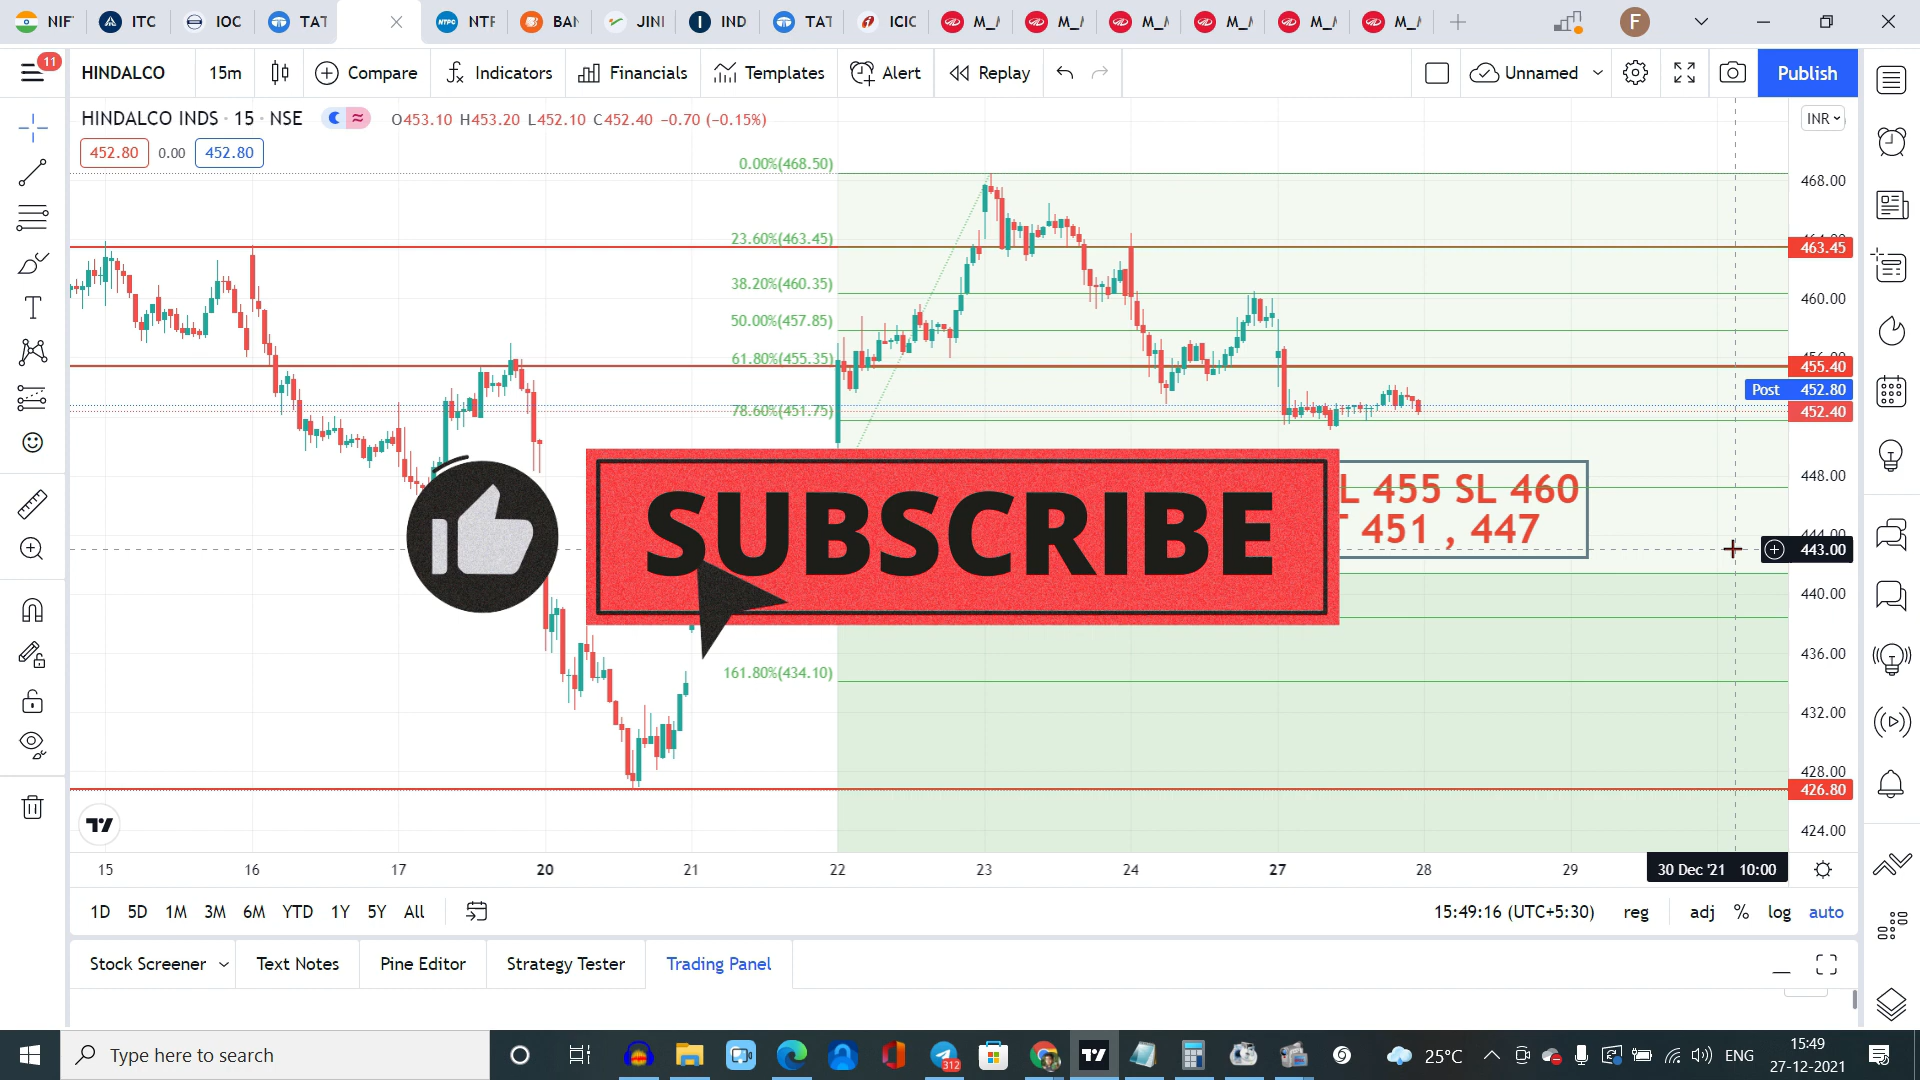 NIF
ITC
IOC
TAT
NTF
BAN
JINI
IND
TAT
ICIC
M_
M_
M_
M_
M_
M_
F
11
HINDALCO 15m Compare Indicators Financials Templates Alert Replay Unnamed Publish
HINDALCO INDS · 15 · NSE O453.10 H453.20 L452.10 C452.40 −0.70 (−0.15%)
INR
452.80 0.00 452.80
0.00%(468.50)
23.60%(463.45)
38.20%(460.35)
50.00%(457.85)
61.80%(455.35)
78.60%(451.75)
161.80%(434.10)
468.00
463.45
460.00
455.40
Post 452.80
452.40
448.00
443.00
440.00
436.00
432.00
428.00
426.80
424.00
L 455 SL 460
451 , 447
SUBSCRIBE
15 16 17 20 21 22 23 24 27 28 29 30 Dec '21 10:00
1D 5D 1M 3M 6M YTD 1Y 5Y All 15:49:16 (UTC+5:30) reg adj % log auto
Stock Screener Text Notes Pine Editor Strategy Tester Trading Panel
Type here to search
312
25°C
ENG
15:49
27-12-2021